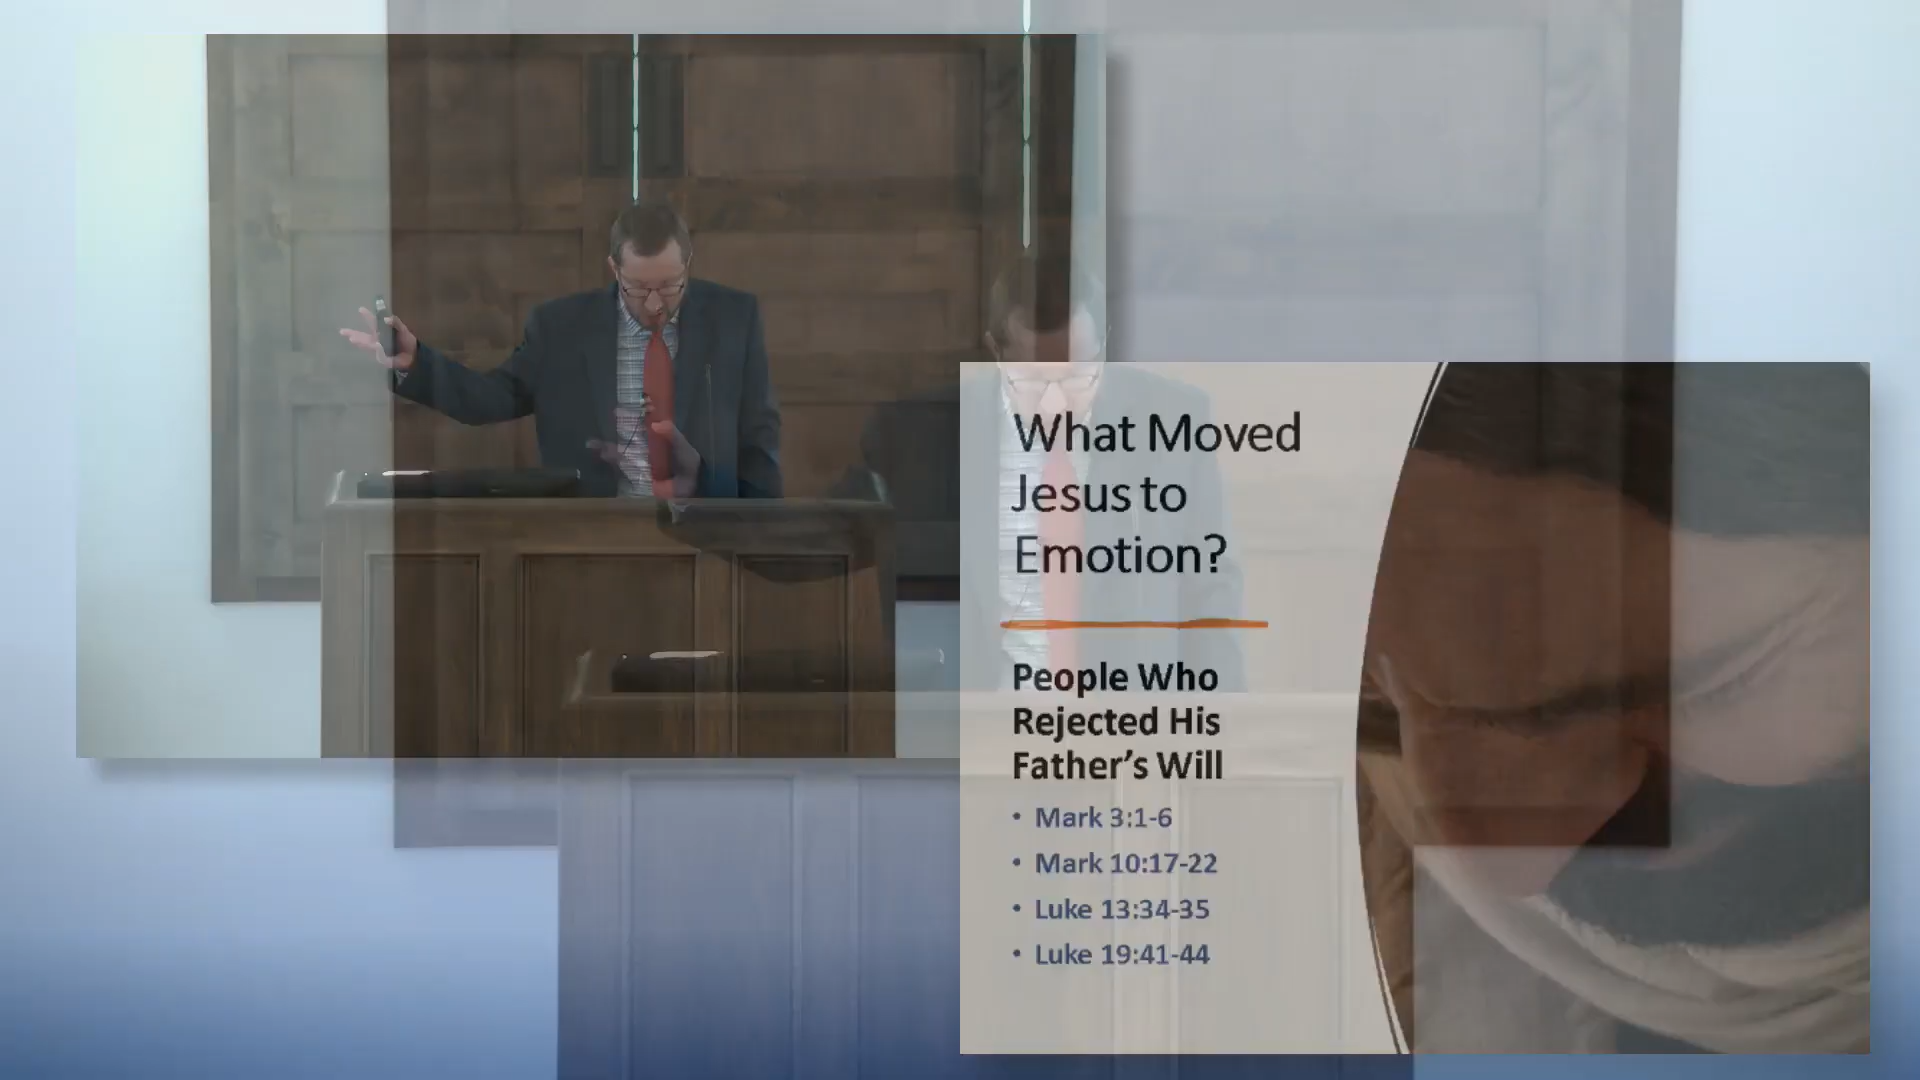 What Moved
Jesus to
Emotion?
People Who
Rejected His
Father's Will
• Mark 3:1-6
• Mark 10:17-22
• Luke 13:34-35
• Luke 19:41-44